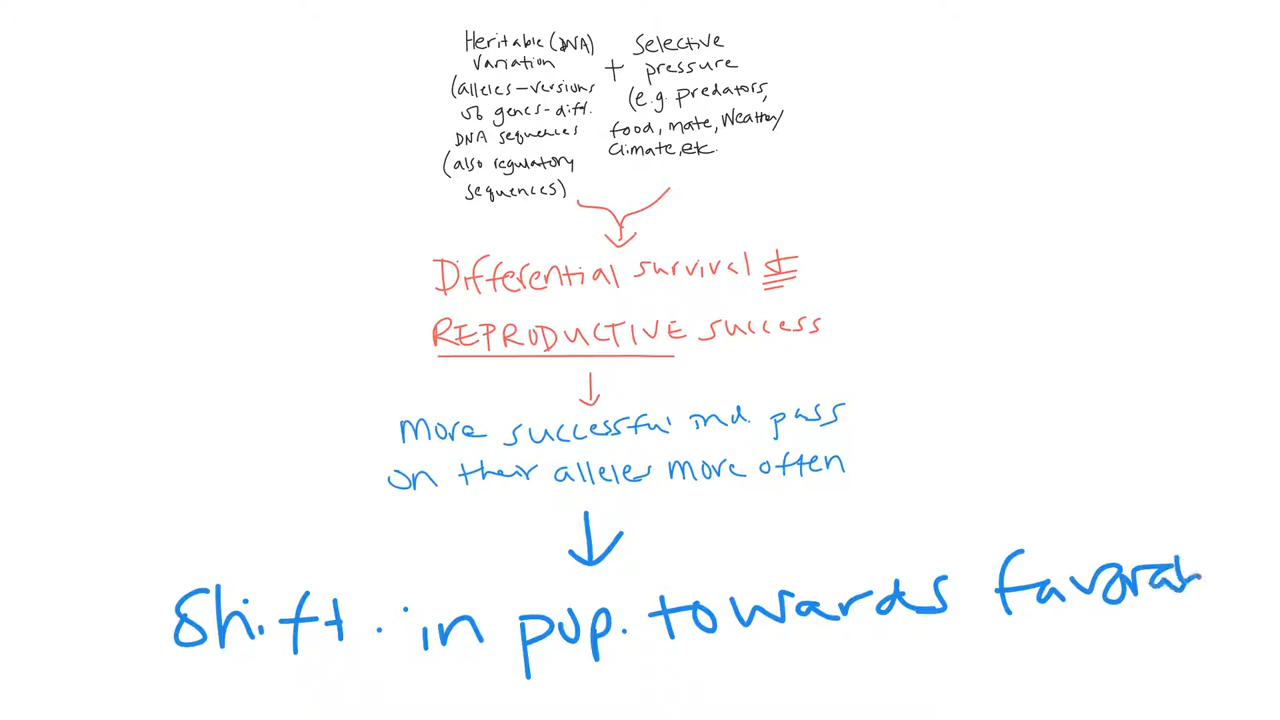 Heritable (DNA)
variation
(alleles-versions
of genes-diff.
DNA sequences
(also regulatory
sequences)
+
Selective
pressure
(e.g. predators,
food, mate, Weather/
Climate, etc.
Differential survival ±
REPRODUCTIVE success
More successful ind. pass
on their alleles more often
Shift. in pop. towards favorab